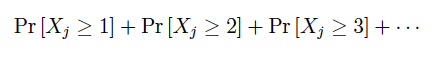 Pr [X_j ≥ 1] + Pr [X_j ≥ 2] + Pr [X_j ≥ 3] + ···